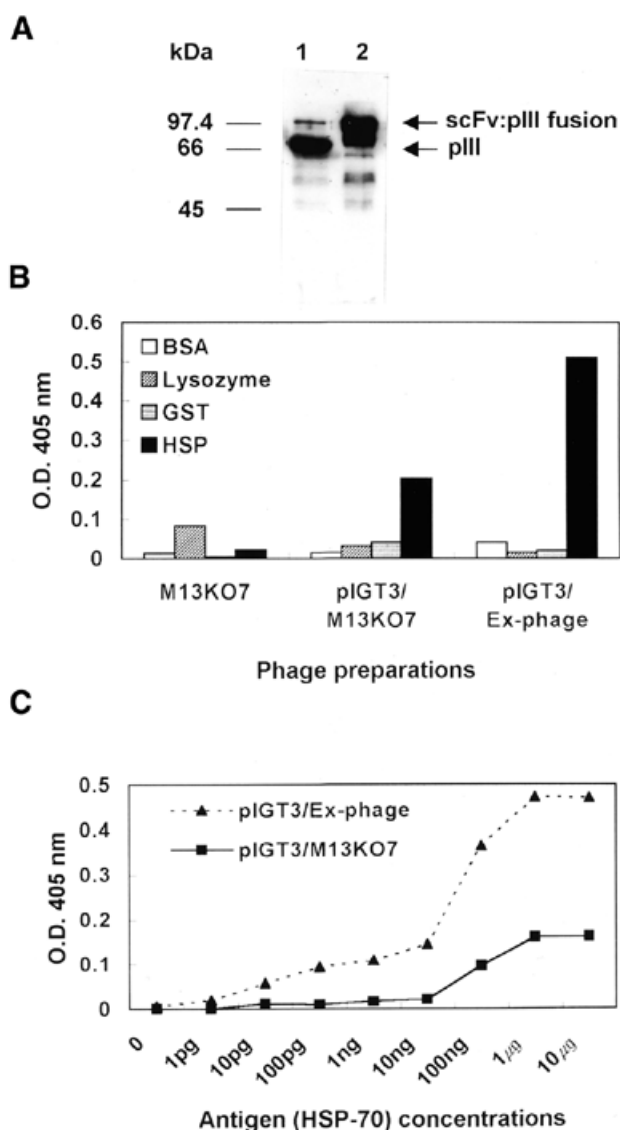 A
kDa 1 2
97.4 scFv:pIII fusion
66 pIII
45
B
0.6
0.5
0.4
0.3
0.2
0.1
0
O.D. 405 nm
BSA
Lysozyme
GST
HSP
M13KO7 pIGT3/ pIGT3/
M13KO7 Ex-phage
Phage preparations
C
0.5
0.4
0.3
0.2
0.1
0
O.D. 405 nm
pIGT3/Ex-phage
pIGT3/M13KO7
0 1pg 10pg 100pg 1ng 10ng 100ng 1μg 10μg
Antigen (HSP-70) concentrations